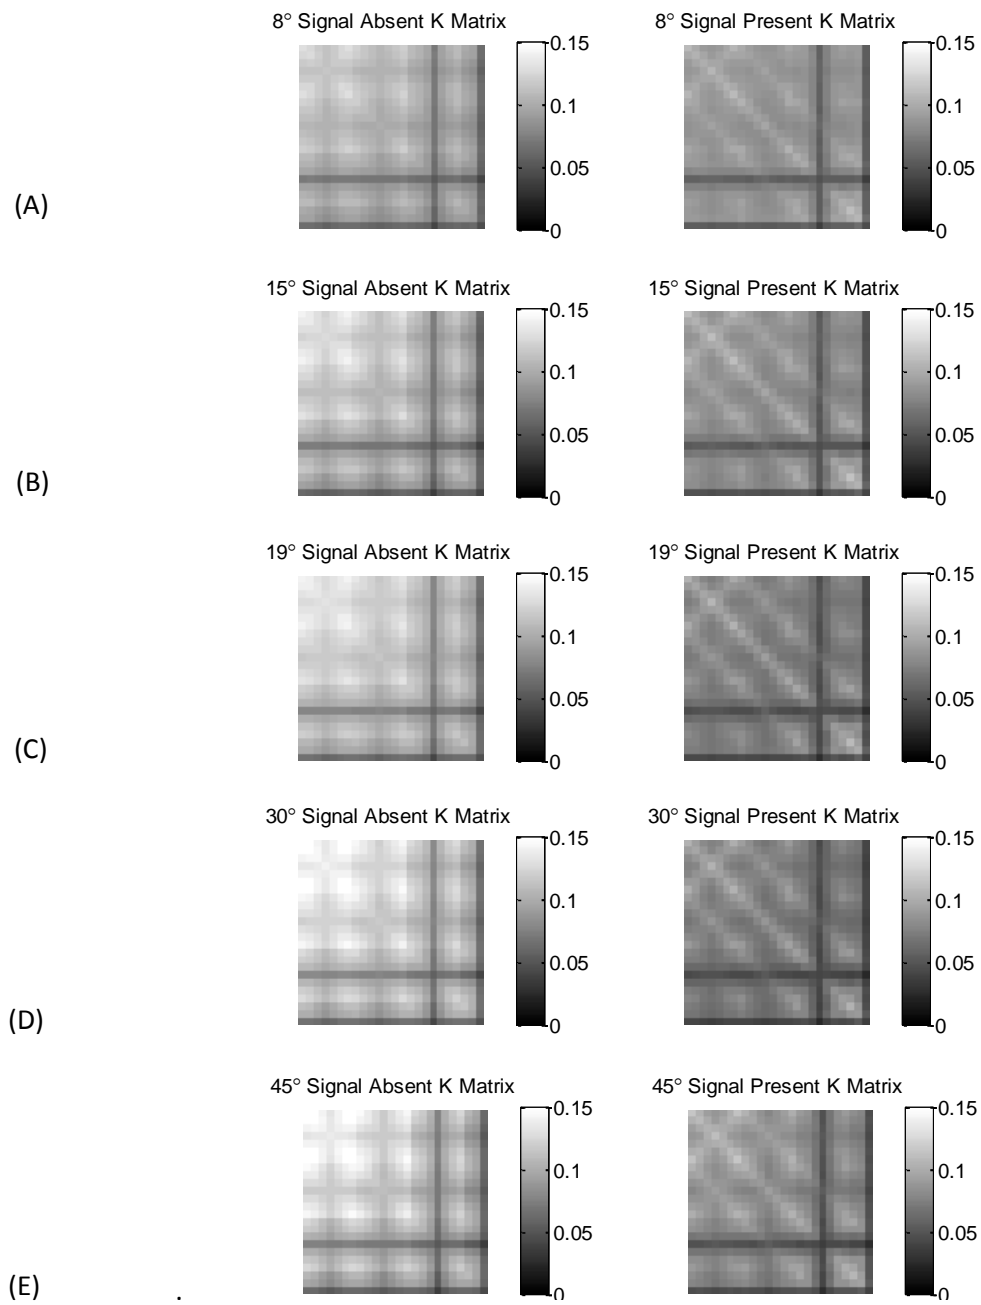 8° Signal Absent K Matrix
8° Signal Present K Matrix
0.15
0.1
0.05
0
0.15
0.1
0.05
0
(A)
15° Signal Absent K Matrix
15° Signal Present K Matrix
0.15
0.1
0.05
0
0.15
0.1
0.05
0
(B)
19° Signal Absent K Matrix
19° Signal Present K Matrix
0.15
0.1
0.05
0
0.15
0.1
0.05
0
(C)
30° Signal Absent K Matrix
30° Signal Present K Matrix
0.15
0.1
0.05
0
0.15
0.1
0.05
0
(D)
45° Signal Absent K Matrix
45° Signal Present K Matrix
0.15
0.1
0.05
0
0.15
0.1
0.05
0
(E)
.